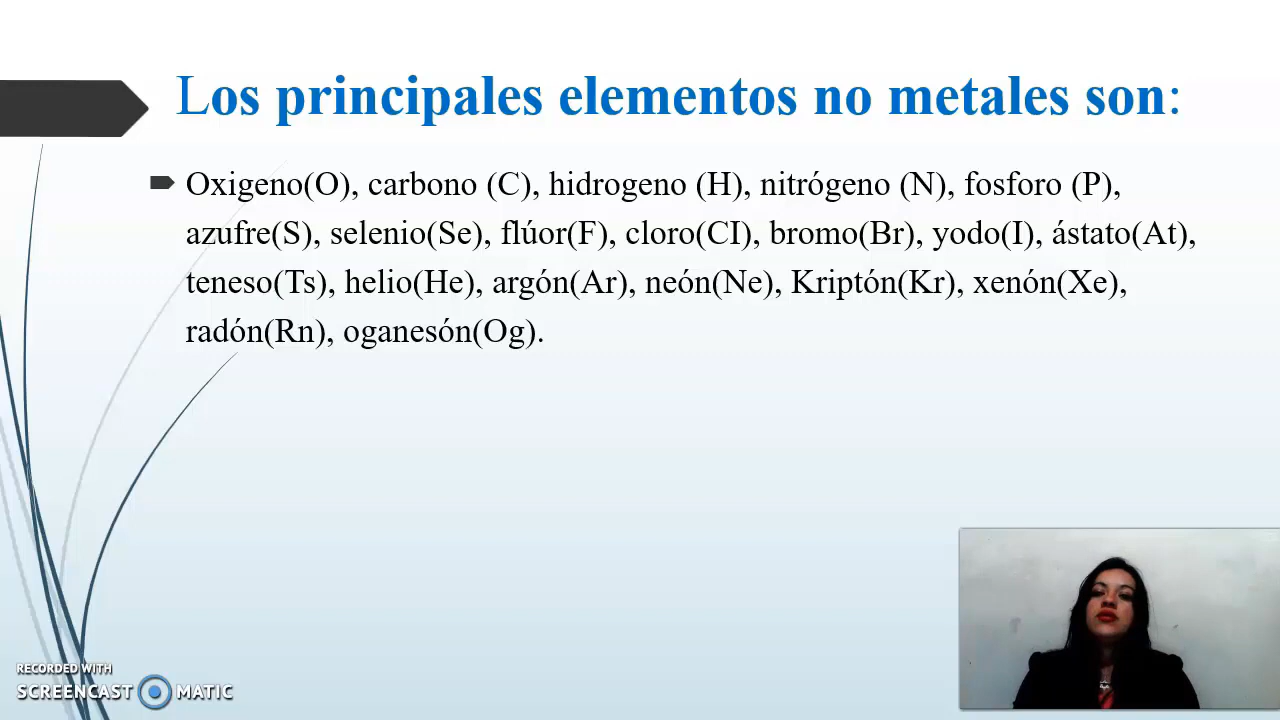 Los principales elementos no metales son:
Oxigeno(O), carbono (C), hidrogeno (H), nitrógeno (N), fosforo (P),
azufre(S), selenio(Se), flúor(F), cloro(CI), bromo(Br), yodo(I), ástato(At),
teneso(Ts), helio(He), argón(Ar), neón(Ne), Kriptón(Kr), xenón(Xe),
radón(Rn), oganesón(Og).
RECORDED WITH
SCREENCAST MATIC